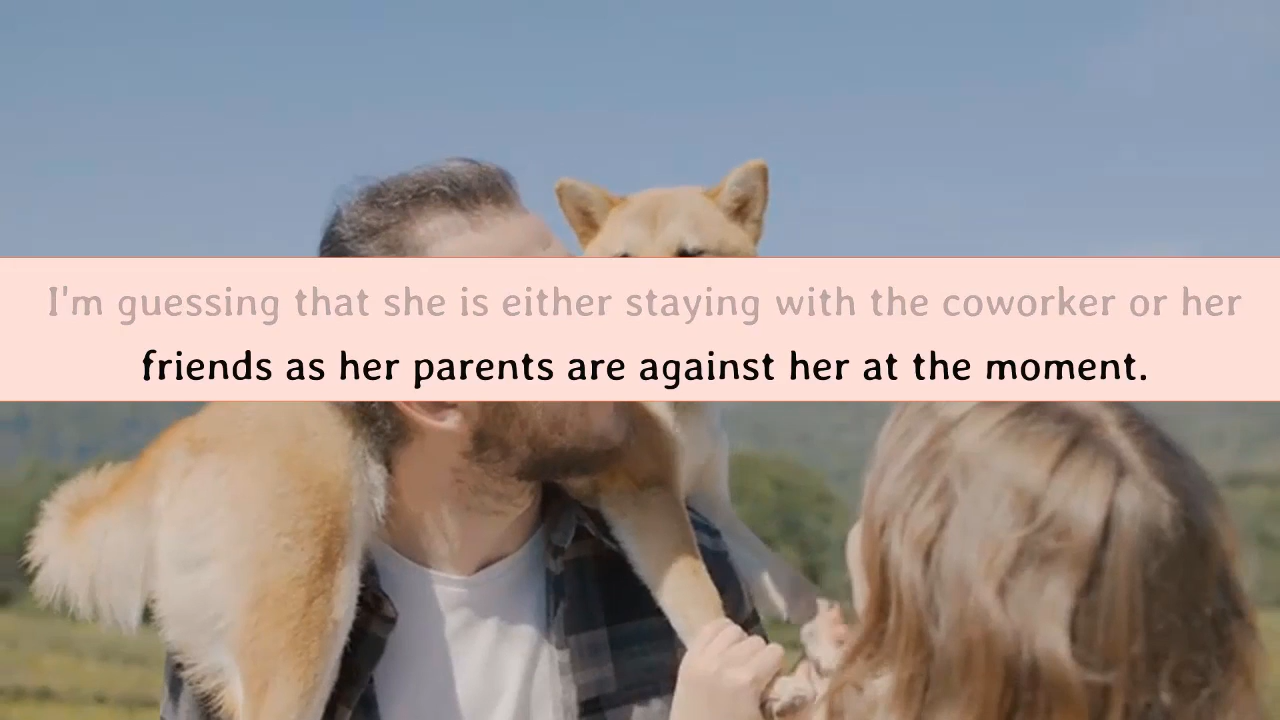 I'm guessing that she is either staying with the coworker or her
friends as her parents are against her at the moment.